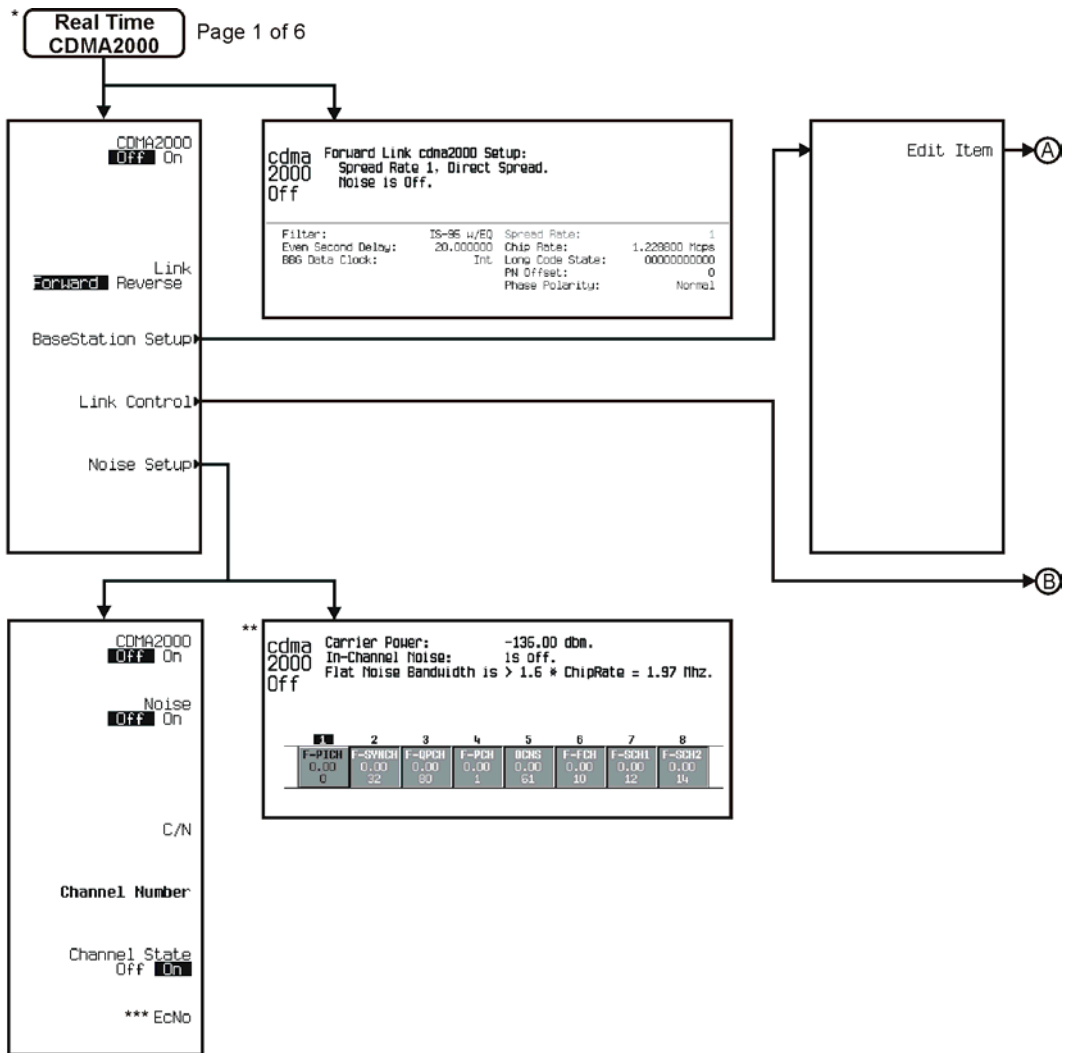 *
Real Time
CDMA2000
Page 1 of 6
CDMA2000
Off On
Link
Forward Reverse
BaseStation Setup
Link Control
Noise Setup
cdma
2000
Off
Forward Link cdma2000 Setup:
Spread Rate 1, Direct Spread.
Noise is Off.
Filter: IS-95 w/EQ Spread Rate: 1
Even Second Delay: 20.000000 Chip Rate: 1.228800 Mcps
BBG Data Clock: Int Long Code State: 00000000000
PN Offset: 0
Phase Polarity: Normal
Edit Item
A
B
CDMA2000
Off On
Noise
Off On
C/N
Channel Number
Channel State
Off On
*** EcNo
**
cdma
2000
Off
Carrier Power: -136.00 dbm.
In-Channel Noise: is off.
Flat Noise Bandwidth is > 1.6 * ChipRate = 1.97 Mhz.
1 2 3 4 5 6 7 8
F-PICH F-SYNCH F-QPCH F-PCH OCNS F-FCH F-SCH1 F-SCH2
0.00 0.00 0.00 0.00 0.00 0.00 0.00 0.00
0 32 80 1 61 10 12 14